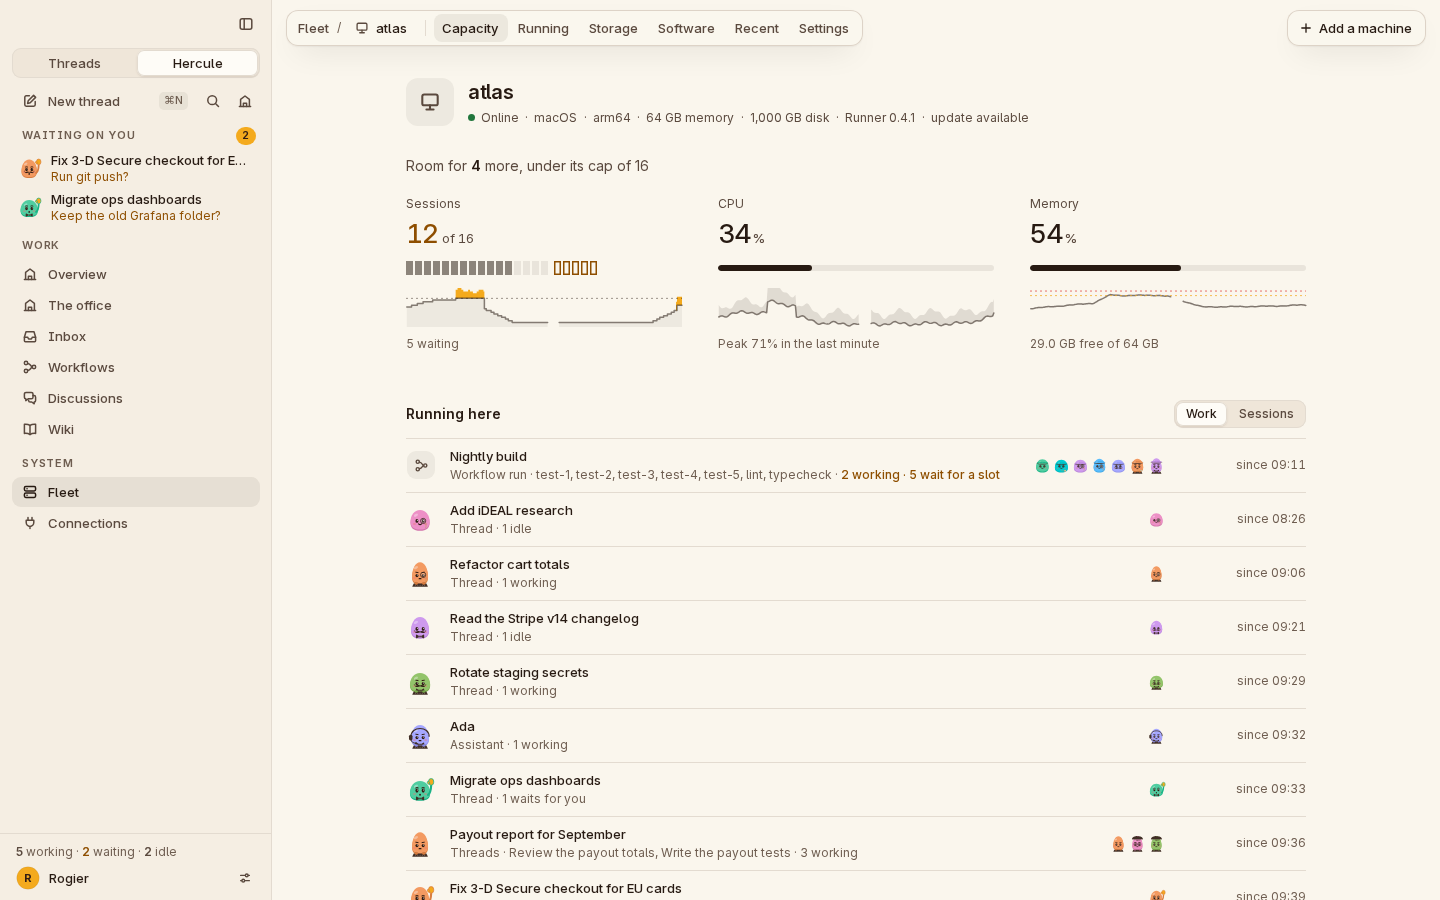 Threads
Hercule
New thread
⌘N
WAITING ON YOU
2
Fix 3-D Secure checkout for E…
Run git push?
Migrate ops dashboards
Keep the old Grafana folder?
WORK
Overview
The office
Inbox
Workflows
Discussions
Wiki
SYSTEM
Fleet
Connections
5 working · 2 waiting · 2 idle
R
Rogier
Fleet / atlas
Capacity
Running
Storage
Software
Recent
Settings
Add a machine
atlas
Online · macOS · arm64 · 64 GB memory · 1,000 GB disk · Runner 0.4.1 · update available
Room for 4 more, under its cap of 16
Sessions
12 of 16
5 waiting
CPU
34%
Peak 71% in the last minute
Memory
54%
29.0 GB free of 64 GB
Running here
Work
Sessions
Nightly build
Workflow run · test-1, test-2, test-3, test-4, test-5, lint, typecheck · 2 working · 5 wait for a slot
since 09:11
Add iDEAL research
Thread · 1 idle
since 08:26
Refactor cart totals
Thread · 1 working
since 09:06
Read the Stripe v14 changelog
Thread · 1 idle
since 09:21
Rotate staging secrets
Thread · 1 working
since 09:29
Ada
Assistant · 1 working
since 09:32
Migrate ops dashboards
Thread · 1 waits for you
since 09:33
Payout report for September
Threads · Review the payout totals, Write the payout tests · 3 working
since 09:36
Fix 3-D Secure checkout for EU cards
since 09:39